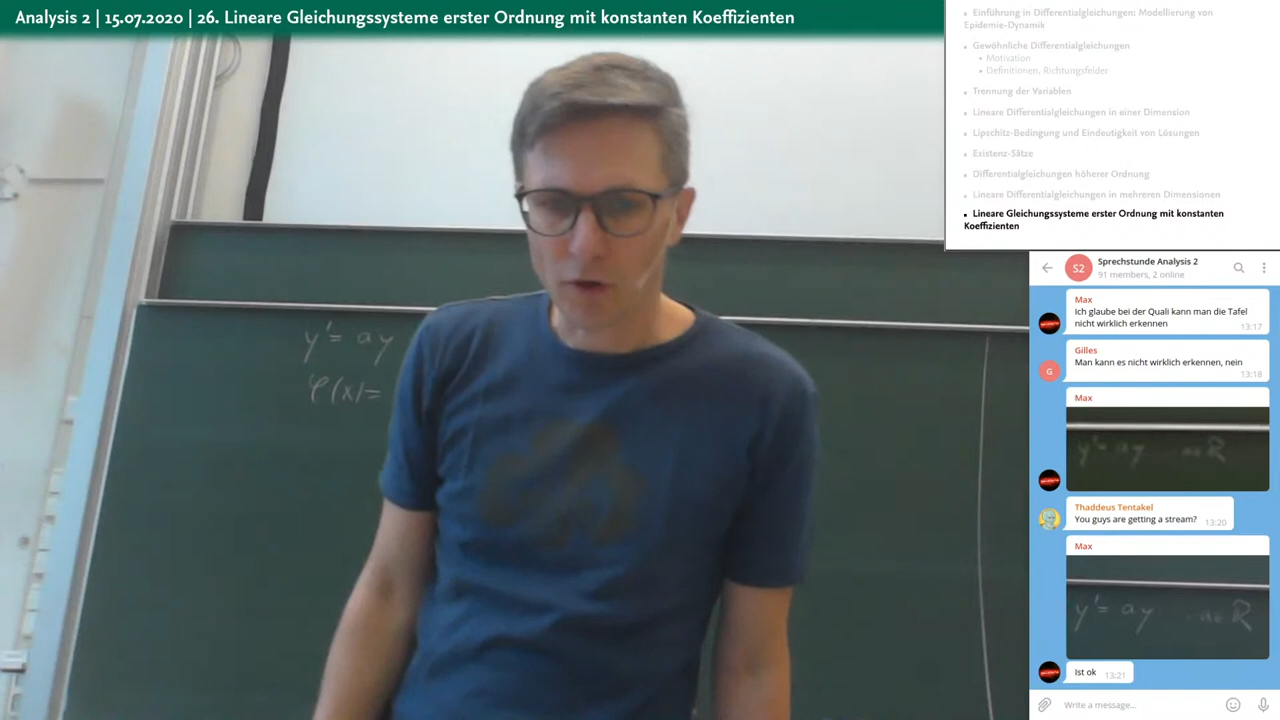 Analysis 2 | 15.07.2020 | 26. Lineare Gleichungssysteme erster Ordnung mit konstanten Koeffizienten
Einführung in Differentialgleichungen: Modellierung von
Epidemie-Dynamik
Gewöhnliche Differentialgleichungen
Motivation
Definitionen, Richtungsfelder
Trennung der Variablen
Lineare Differentialgleichungen in einer Dimension
Lipschitz-Bedingung und Eindeutigkeit von Lösungen
Existenz-Sätze
Differentialgleichungen höherer Ordnung
Lineare Differentialgleichungen in mehreren Dimensionen
Lineare Gleichungssysteme erster Ordnung mit konstanten
Koeffizienten
y' = ay
φ(x)=
S2
Sprechstunde Analysis 2
91 members, 2 online
Max
Ich glaube bei der Quali kann man die Tafel
nicht wirklich erkennen
13:17
Gilles
Man kann es nicht wirklich erkennen, nein
13:18
G
Max
y' = ay a∈ℝ
Thaddeus Tentakel
You guys are getting a stream?
13:20
Max
y' = ay a∈ℝ
Ist ok
13:21
Write a message...